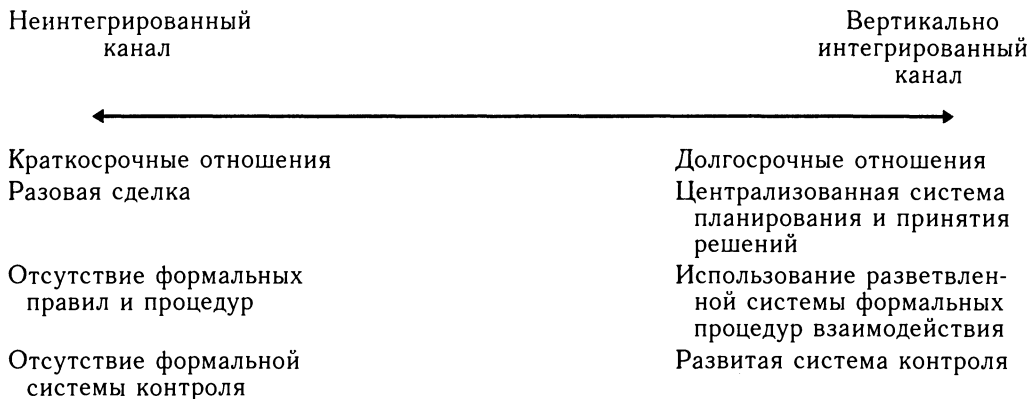 Неинтегрированный
канал
Вертикально
интегрированный
канал
Краткосрочные отношения
Разовая сделка
Отсутствие формальных
правил и процедур
Отсутствие формальной
системы контроля
Долгосрочные отношения
Централизованная система
планирования и принятия
решений
Использование разветвлен-
ной системы формальных
процедур взаимодействия
Развитая система контроля